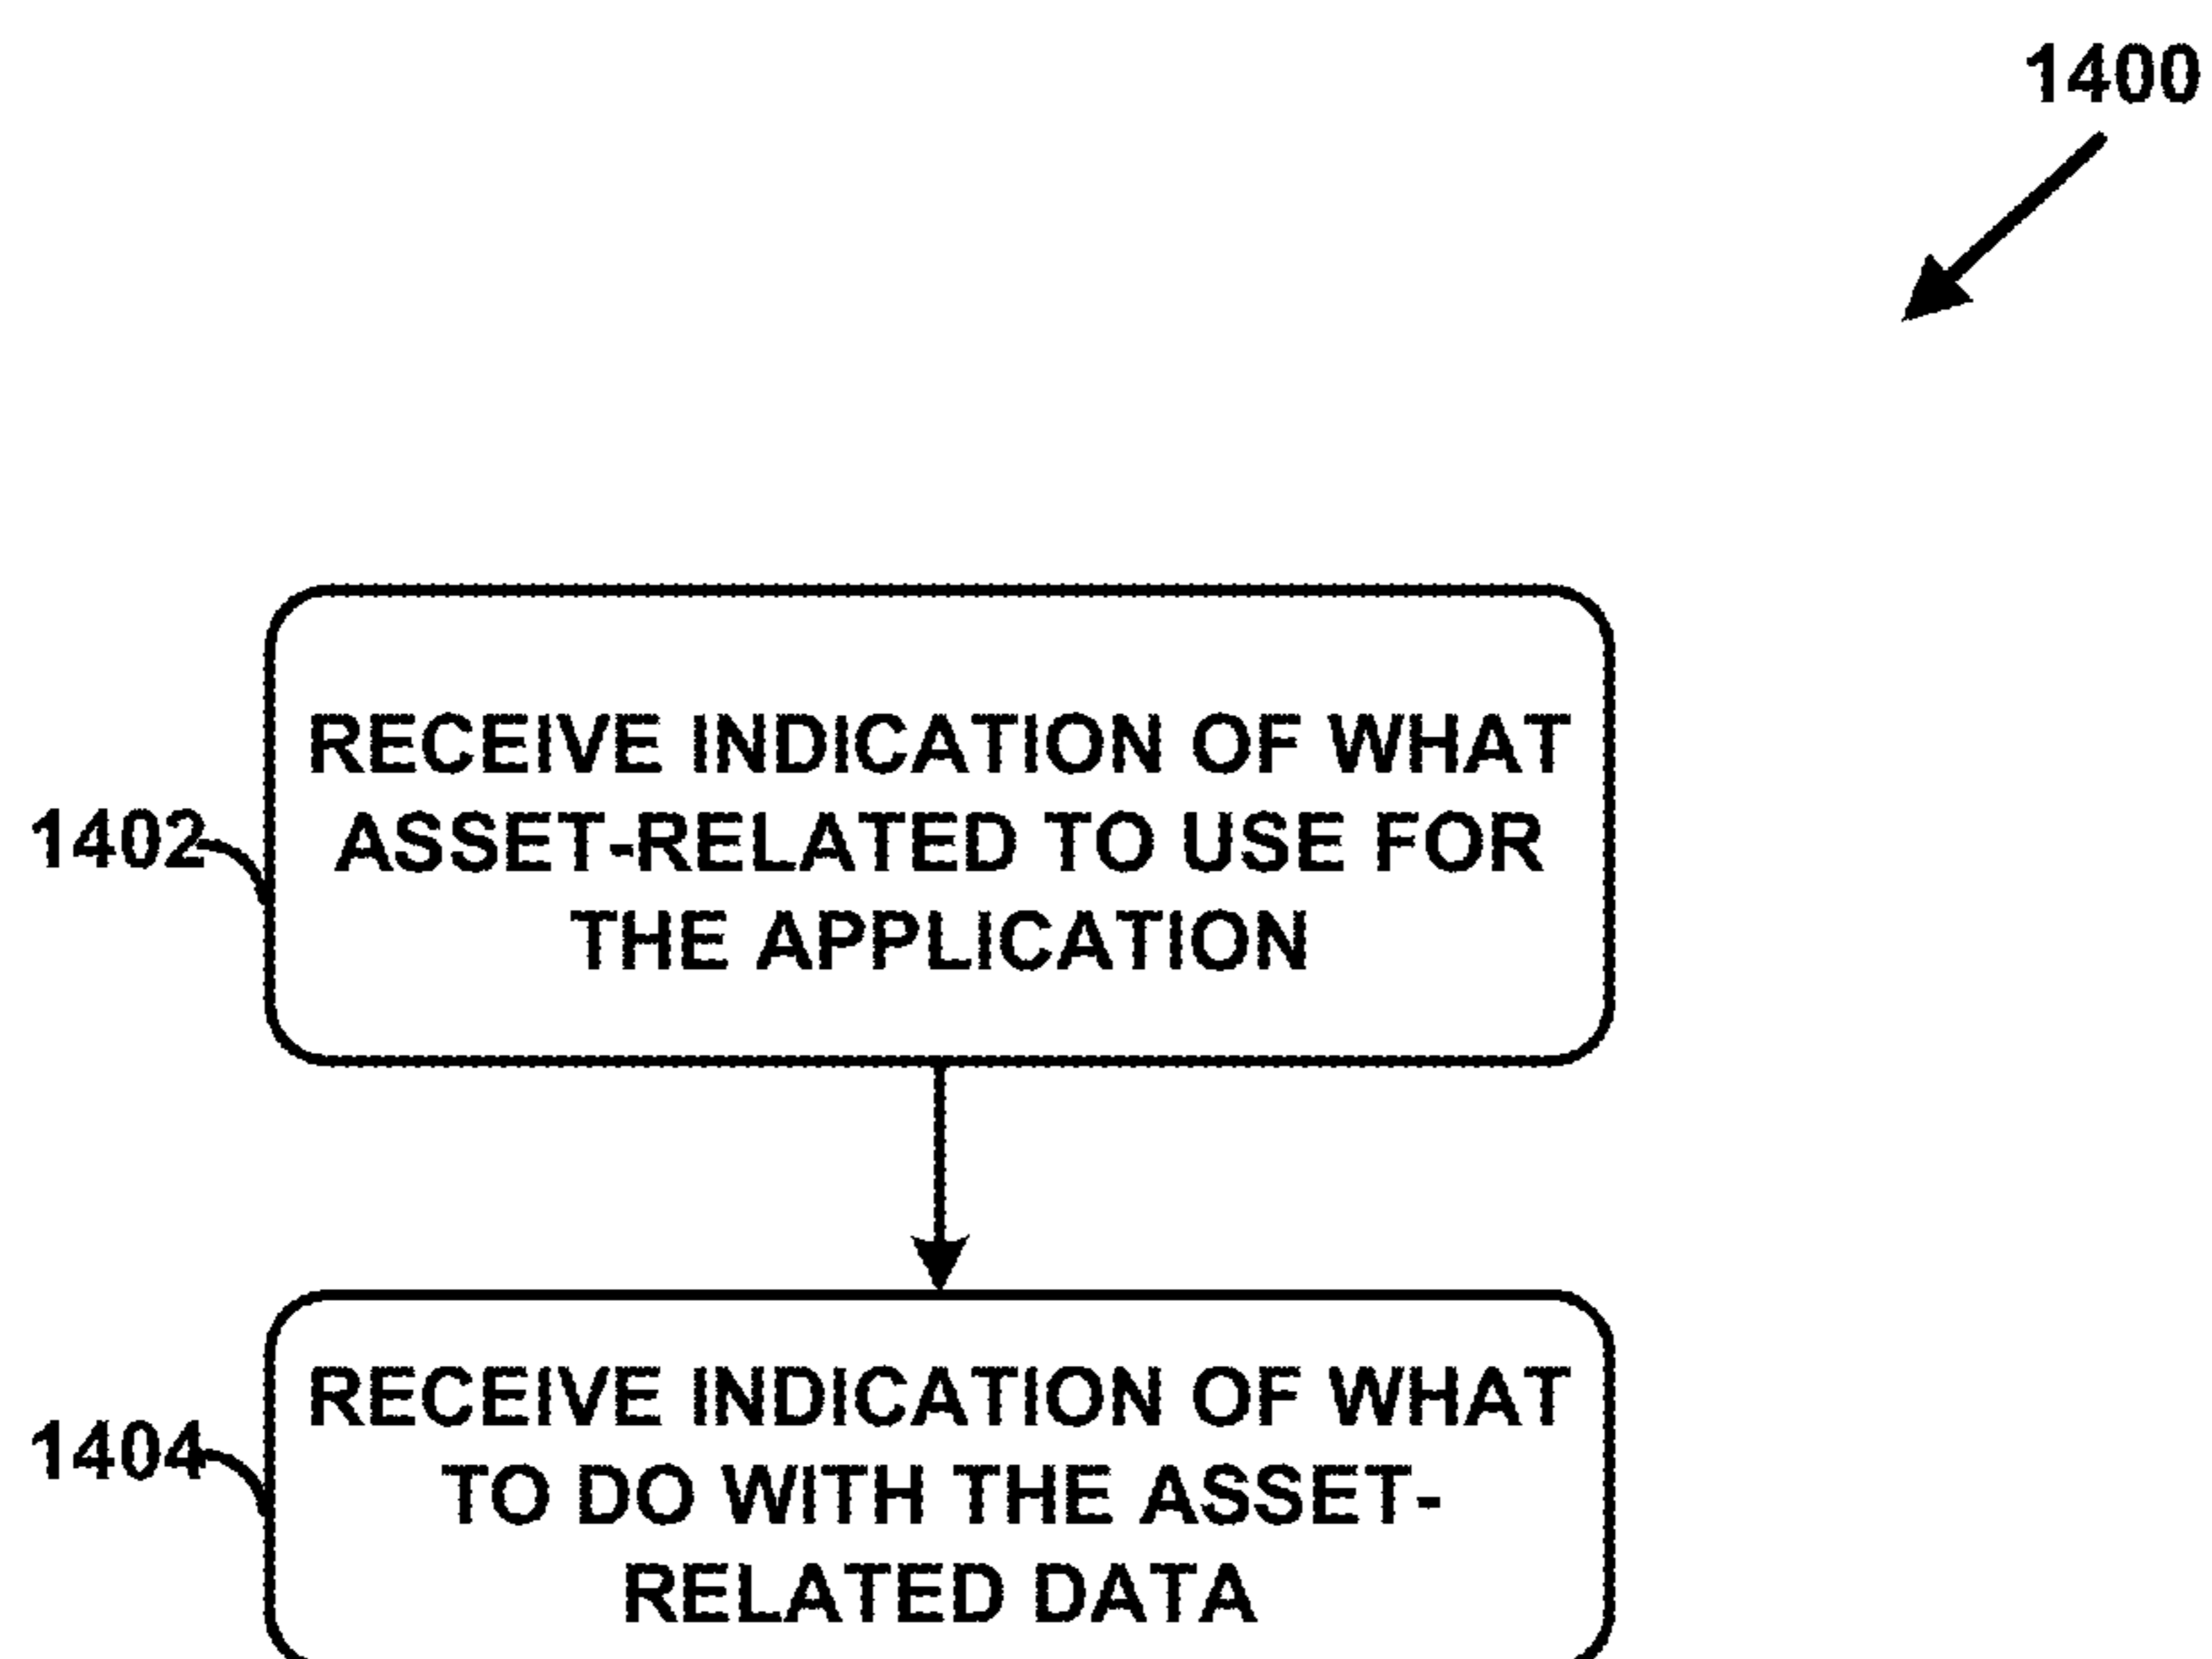 1400
RECEIVE INDICATION OF WHAT
ASSET-RELATED TO USE FOR
THE APPLICATION
1402
RECEIVE INDICATION OF WHAT
TO DO WITH THE ASSET-
RELATED DATA
1404